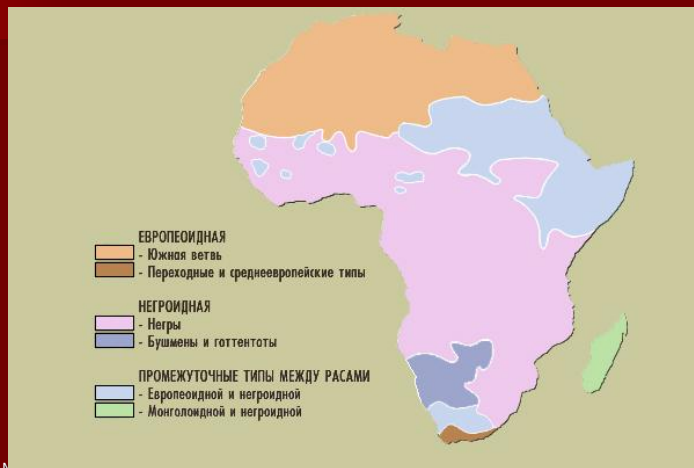 ЕВРОПЕОИДНАЯ
- Южная ветвь
- Переходные и среднеевропейские типы
НЕГРОИДНАЯ
- Негры
- Бушмены и готтентоты
ПРОМЕЖУТОЧНЫЕ ТИПЫ МЕЖДУ РАСАМИ
- Европеоидной и негроидной
- Монголоидной и негроидной